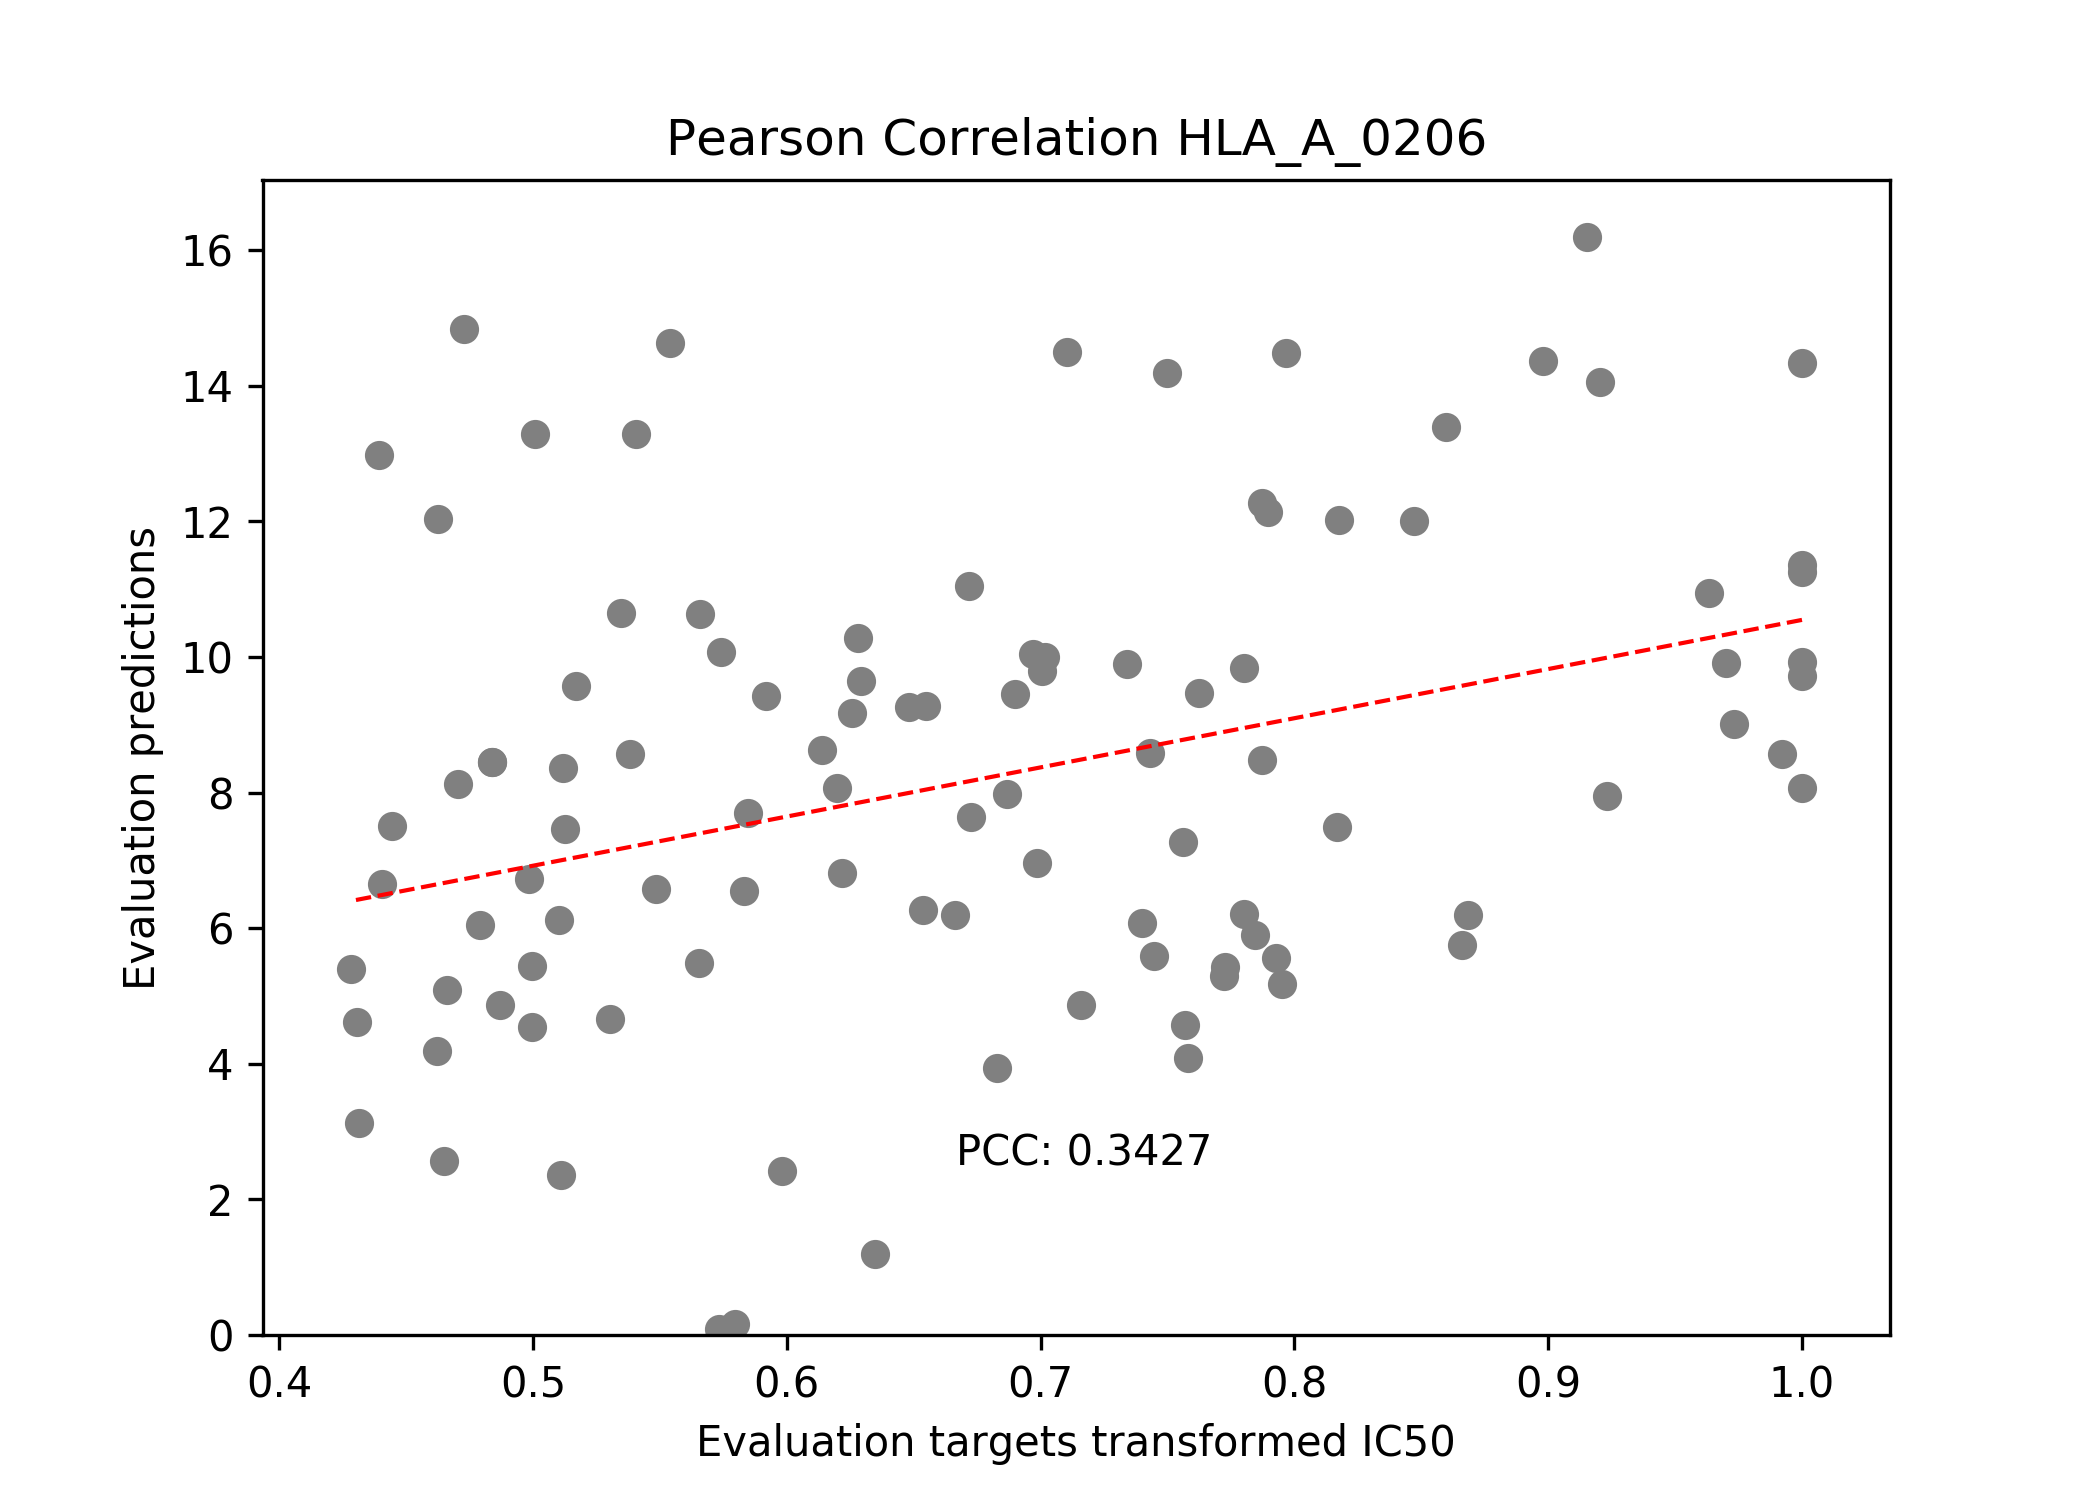 Pearson Correlation HLA_A_0206
16
14
12
10
8
6
4
2
0
Evaluation predictions
PCC: 0.3427
0.4 0.5 0.6 0.7 0.8 0.9 1.0
Evaluation targets transformed IC50